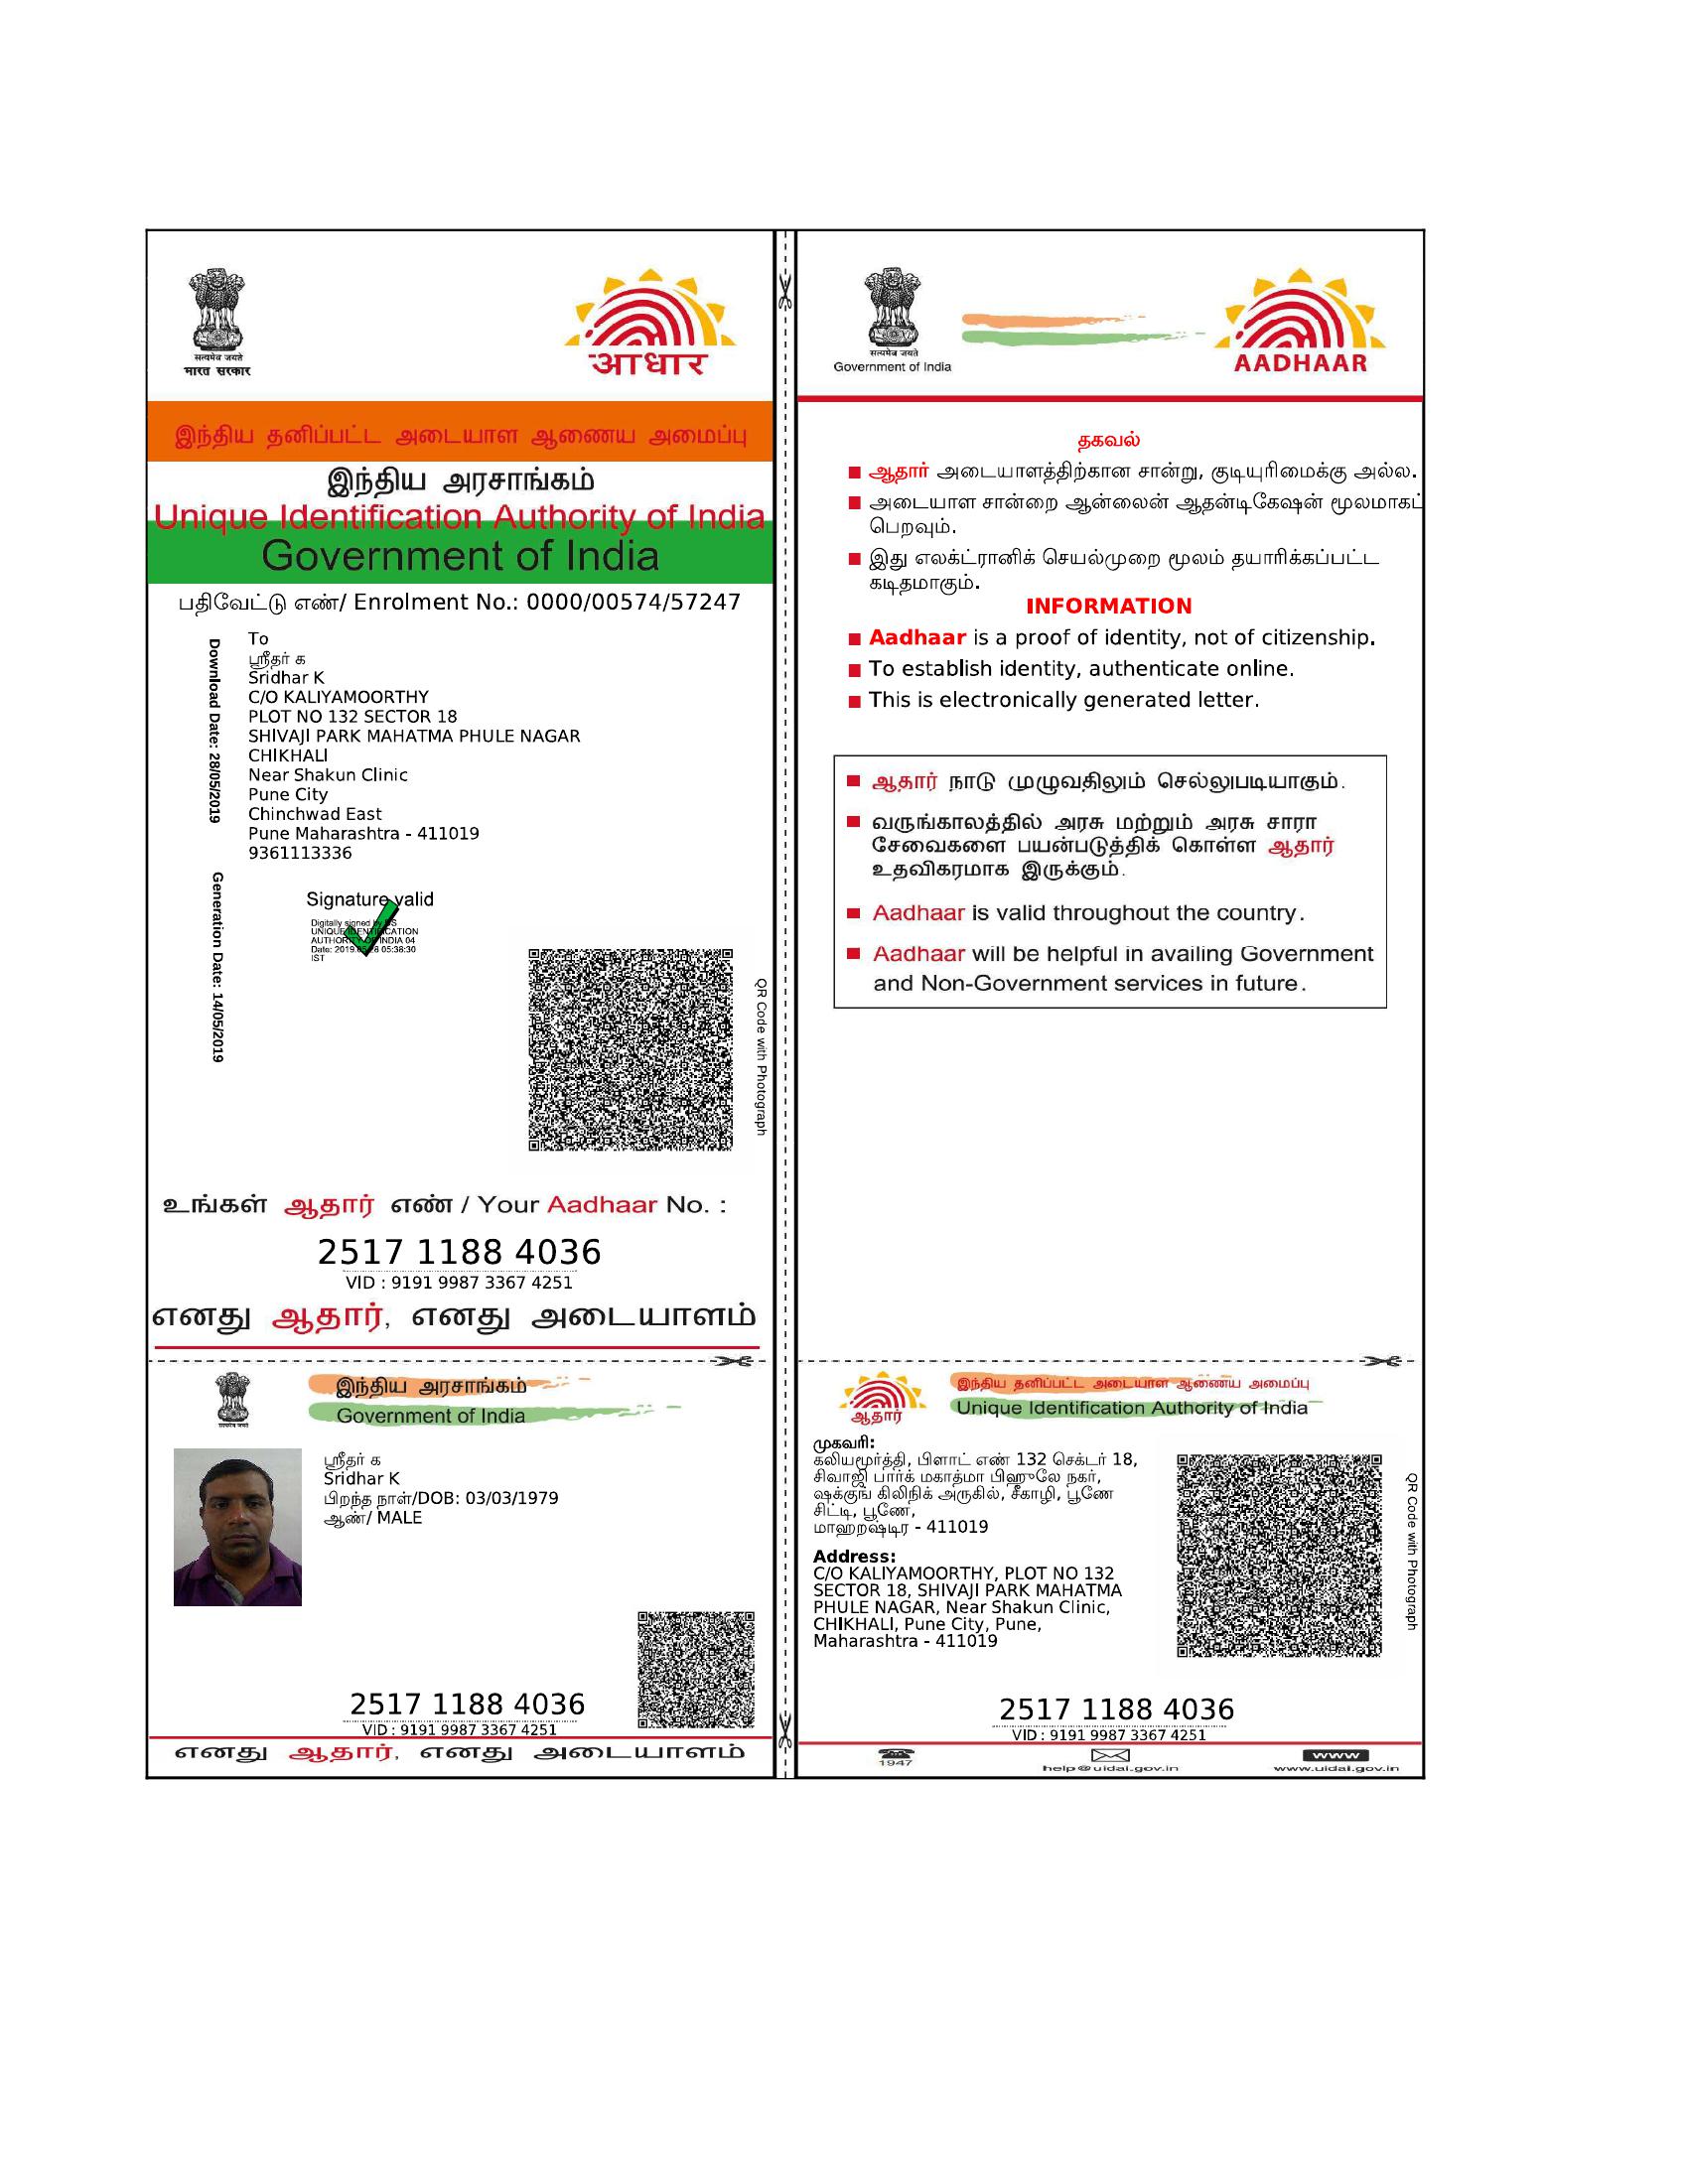 सत्यमेव जयते
भारत सरकार
आधार
இந்திய தனிப்பட்ட அடையாள ஆணைய அமைப்பு
இந்திய அரசாங்கம்
Unique Identification Authority of India
Government of India
பதிவேட்டு எண்/ Enrolment No.: 0000/00574/57247
Download Date: 28/05/2019
Generation Date: 14/05/2019
To
ஸ்ரீதர் க
Sridhar K
C/O KALIYAMOORTHY
PLOT NO 132 SECTOR 18
SHIVAJI PARK MAHATMA PHULE NAGAR
CHIKHALI
Near Shakun Clinic
Pune City
Chinchwad East
Pune Maharashtra - 411019
9361113336
Signature valid
Digitally signed by DS
UNIQUE IDENTIFICATION
AUTHORITY OF INDIA 04
Date: 05:38:30
IST
QR Code with Photograph
உங்கள் ஆதார் எண் / Your Aadhaar No. :
2517 1188 4036
VID : 9191 9987 3367 4251
எனது ஆதார், எனது அடையாளம்
सत्यमेव जयते
Government of India
AADHAAR
தகவல்
ஆதார் அடையாளத்திற்கான சான்று, குடியுரிமைக்கு அல்ல.
அடையாள சான்றை ஆன்லைன் ஆதன்டிகேஷன் மூலமாகப்
பெறவும்.
இது எலக்ட்ரானிக் செயல்முறை மூலம் தயாரிக்கப்பட்ட
கடிதமாகும்.
INFORMATION
Aadhaar is a proof of identity, not of citizenship.
To establish identity, authenticate online.
This is electronically generated letter.
ஆதார் நாடு முழுவதிலும் செல்லுபடியாகும்.
வருங்காலத்தில் அரசு மற்றும் அரசு சாரா
சேவைகளை பயன்படுத்திக் கொள்ள ஆதார்
உதவிகரமாக இருக்கும்.
Aadhaar is valid throughout the country.
Aadhaar will be helpful in availing Government
and Non-Government services in future.
இந்திய அரசாங்கம்
Government of India
ஸ்ரீதர் க
Sridhar K
பிறந்த நாள்/DOB: 03/03/1979
ஆண்/ MALE
2517 1188 4036
VID : 9191 9987 3367 4251
எனது ஆதார், எனது அடையாளம்
ஆதார்
இந்திய தனிப்பட்ட அடையாள ஆணைய அமைப்பு
Unique Identification Authority of India
முகவரி:
கலியமூர்த்தி, பிளாட் எண் 132 செக்டர் 18,
சிவாஜி பார்க் மகாத்மா பிஹுலே நகர்,
ஷக்குங் கிலினிக் அருகில், சீகாழி, பூணே
சிட்டி, பூணே,
மாஹறஷ்டிர - 411019
Address:
C/O KALIYAMOORTHY, PLOT NO 132
SECTOR 18, SHIVAJI PARK MAHATMA
PHULE NAGAR, Near Shakun Clinic,
CHIKHALI, Pune City, Pune,
Maharashtra - 411019
QR Code with Photograph
2517 1188 4036
VID : 9191 9987 3367 4251
1947
help@uidai.gov.in
www
www.uidai.gov.in